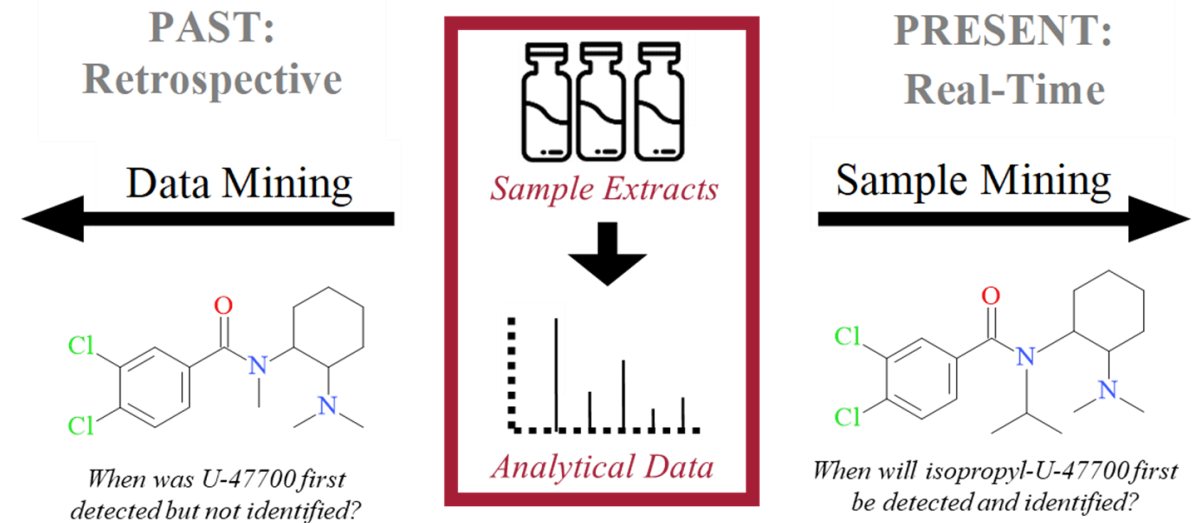 PAST:
Retrospective
Data Mining
Cl
Cl
O
N
N
When was U-47700 first
detected but not identified?
Sample Extracts
Analytical Data
PRESENT:
Real-Time
Sample Mining
Cl
Cl
O
N
N
When will isopropyl-U-47700 first
be detected and identified?